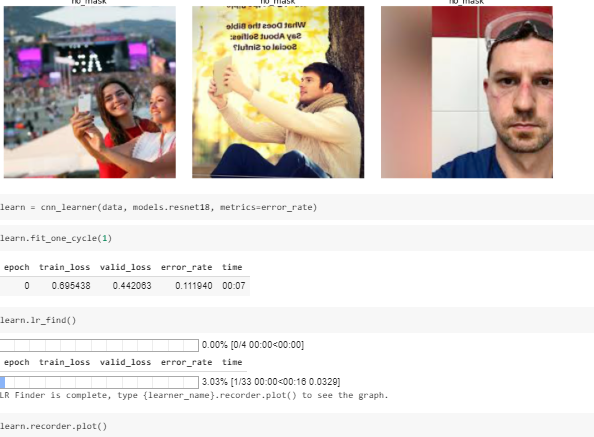 no_mask no_mask no_mask
What Does the Bible
Say About Selfies:
Social or Sinful?
learn = cnn_learner(data, models.resnet18, metrics=error_rate)
learn.fit_one_cycle(1)
epoch train_loss valid_loss error_rate time
0 0.695438 0.442063 0.111940 00:07
learn.lr_find()
0.00% [0/4 00:00<00:00]
epoch train_loss valid_loss error_rate time
3.03% [1/33 00:00<00:16 0.0329]
LR Finder is complete, type {learner_name}.recorder.plot() to see the graph.
learn.recorder.plot()